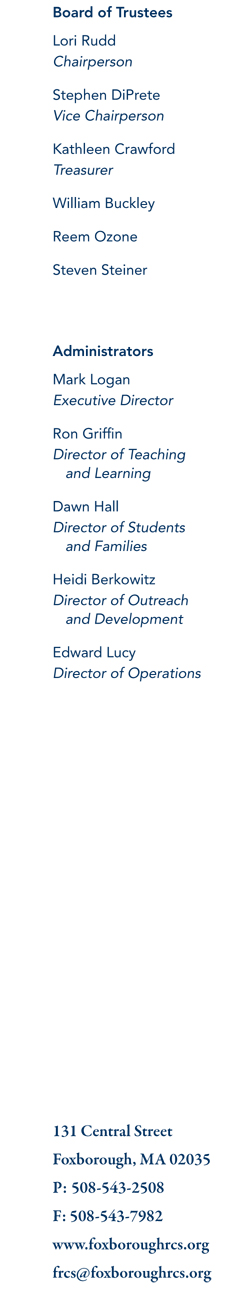 Board of Trustees
Lori Rudd
Chairperson
Stephen DiPrete
Vice Chairperson
Kathleen Crawford
Treasurer
William Buckley
Reem Ozone
Steven Steiner
Administrators
Mark Logan
Executive Director
Ron Griffin
Director of Teaching
and Learning
Dawn Hall
Director of Students
and Families
Heidi Berkowitz
Director of Outreach
and Development
Edward Lucy
Director of Operations
131 Central Street
Foxborough, MA 02035
P: 508-543-2508
F: 508-543-7982
www.foxboroughrcs.org
frcs@foxboroughrcs.org